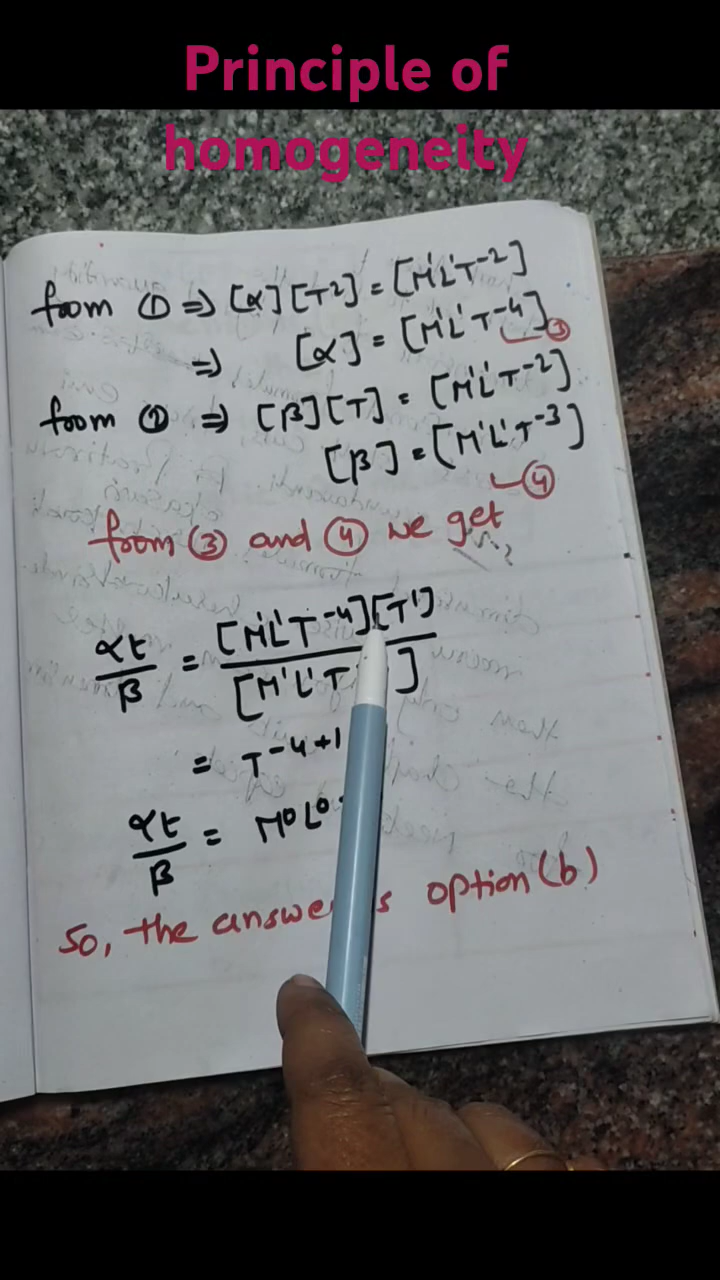 Principle of
homogeneity
from ① ⇒ [α][T²] = [M¹L¹T⁻²]
⇒ [α] = [M¹L¹T⁻⁴] ③
from ② ⇒ [β][T] = [M¹L¹T⁻²]
[β] = [M¹L¹T⁻³]
④
from ③ and ④ we get
αt/β = [M¹L¹T⁻⁴][T¹]/[M¹L¹T ]
= T⁻⁴⁺¹
αt/β = M⁰L⁰
So, the answe s option (b)